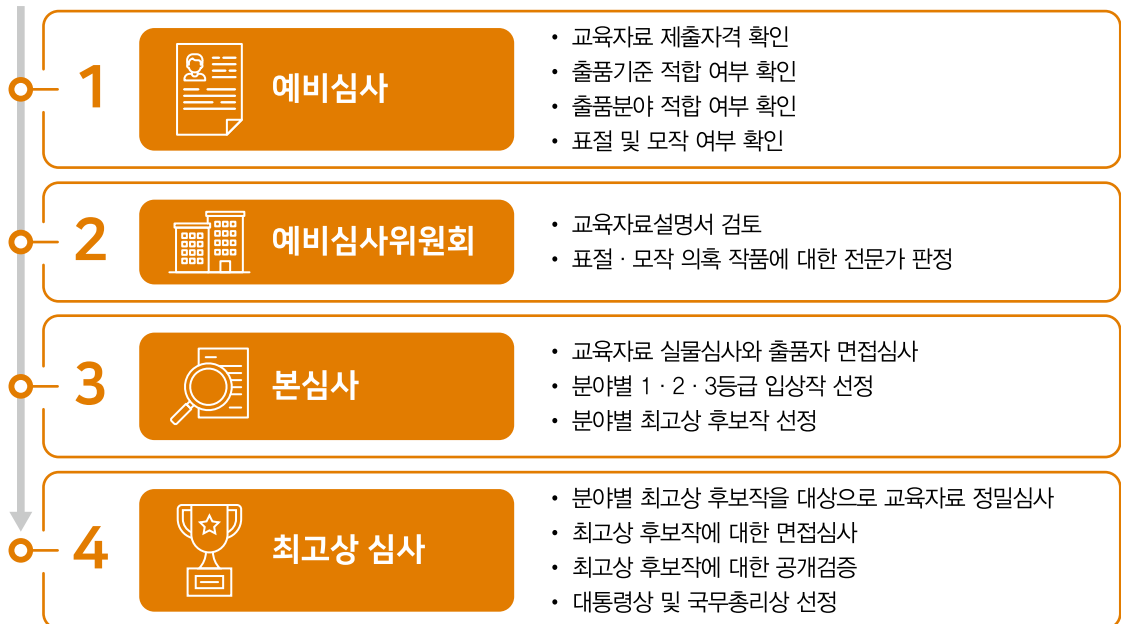 1
예비심사
• 교육자료 제출자격 확인
• 출품기준 적합 여부 확인
• 출품분야 적합 여부 확인
• 표절 및 모작 여부 확인
2
예비심사위원회
• 교육자료설명서 검토
• 표절 · 모작 의혹 작품에 대한 전문가 판정
3
본심사
• 교육자료 실물심사와 출품자 면접심사
• 분야별 1 · 2 · 3등급 입상작 선정
• 분야별 최고상 후보작 선정
4
최고상 심사
• 분야별 최고상 후보작을 대상으로 교육자료 정밀심사
• 최고상 후보작에 대한 면접심사
• 최고상 후보작에 대한 공개검증
• 대통령상 및 국무총리상 선정